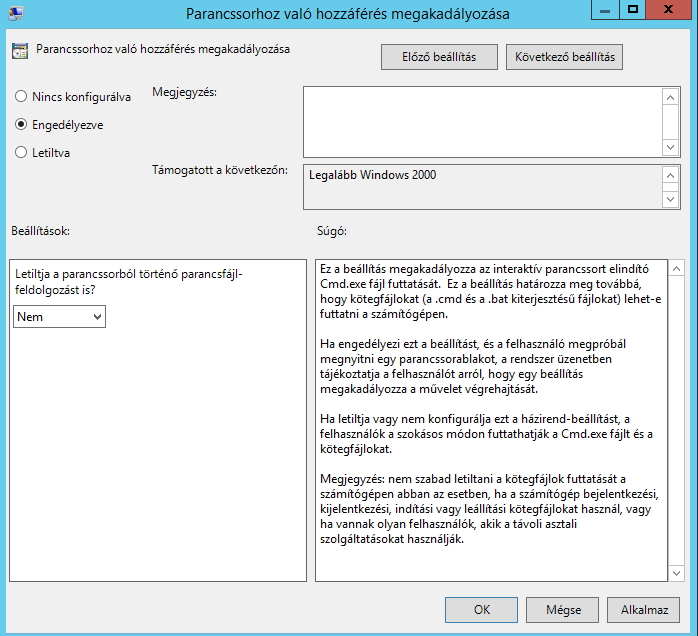 Parancssorhoz való hozzáférés megakadályozása
Parancssorhoz való hozzáférés megakadályozása
Előző beállítás
Következő beállítás
Nincs konfigurálva
Engedélyezve
Letiltva
Megjegyzés:
Támogatott a következőn:
Legalább Windows 2000
Beállítások:
Súgó:
Letiltja a parancssorból történő parancsfájl-
feldolgozást is?
Nem
Ez a beállítás megakadályozza az interaktív parancssort elindító
Cmd.exe fájl futtatását.  Ez a beállítás határozza meg továbbá,
hogy kötegfájlokat (a .cmd és a .bat kiterjesztésű fájlokat) lehet-e
futtatni a számítógépen.
Ha engedélyezi ezt a beállítást, és a felhasználó megpróbál
megnyitni egy parancssorablakot, a rendszer üzenetben
tájékoztatja a felhasználót arról, hogy egy beállítás
megakadályozza a művelet végrehajtását.
Ha letiltja vagy nem konfigurálja ezt a házirend-beállítást, a
felhasználók a szokásos módon futtathatják a Cmd.exe fájlt és a
kötegfájlokat.
Megjegyzés: nem szabad letiltani a kötegfájlok futtatását a
számítógépen abban az esetben, ha a számítógép bejelentkezési,
kijelentkezési, indítási vagy leállítási kötegfájlokat használ, vagy
ha vannak olyan felhasználók, akik a távoli asztali
szolgáltatásokat használják.
OK
Mégse
Alkalmaz